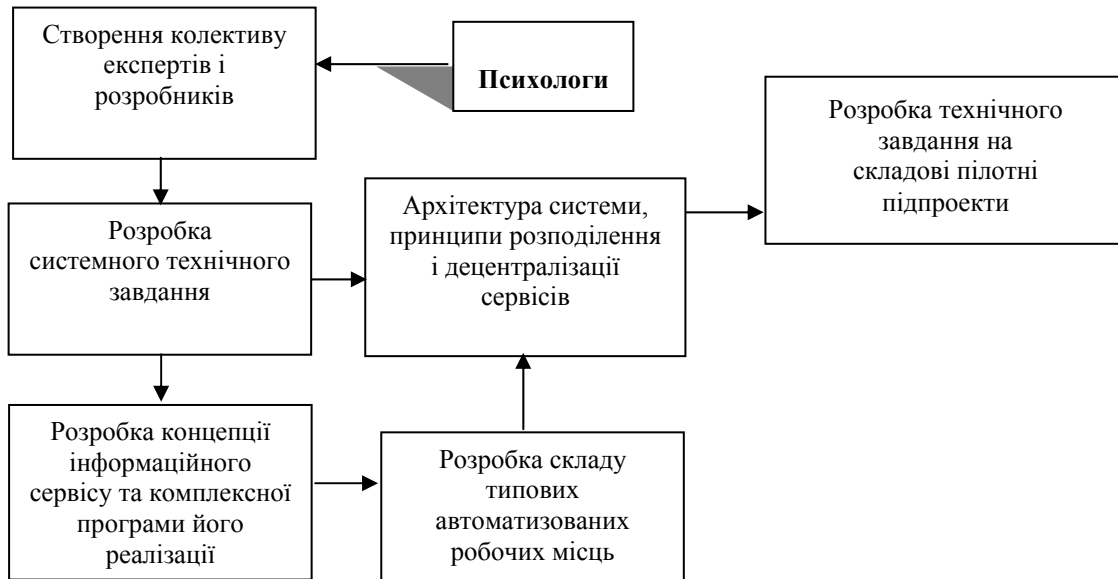 Створення колективу
експертів і
розробників
Психологи
Розробка технічного
завдання на
складові пілотні
підпроекти
Архітектура системи,
принципи розподілення
і децентралізації
сервісів
Розробка
системного технічного
завдання
Розробка концепції
інформаційного
сервісу та комплексної
програми його
реалізації
Розробка складу
типових
автоматизованих
робочих місць